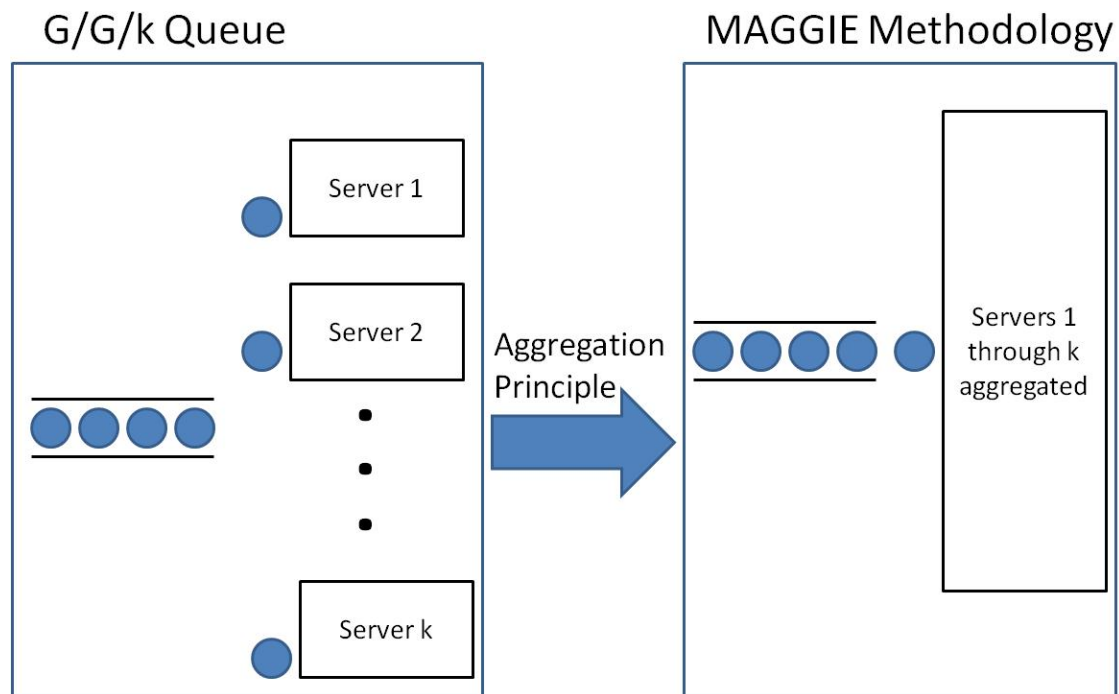 G/G/k Queue
MAGGIE Methodology
Server 1
Server 2
Server k
Aggregation
Principle
Servers 1
through k
aggregated